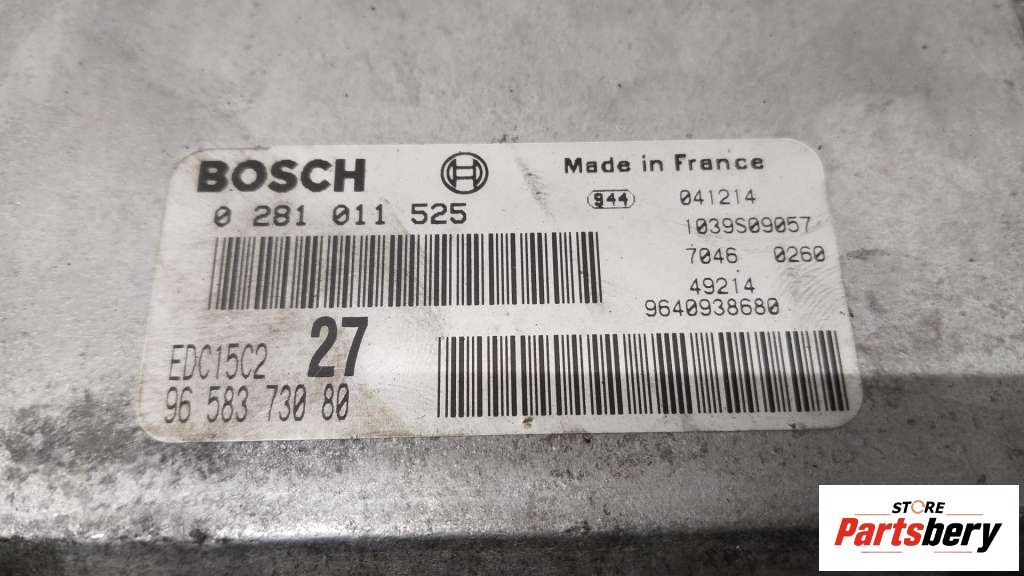 BOSCH
Made in France
0 281 011 525
944 041214
1039S09057
7046 0260
49214
9640938680
EDC15C2 27
96 583 730 80
STORE
Partsbery